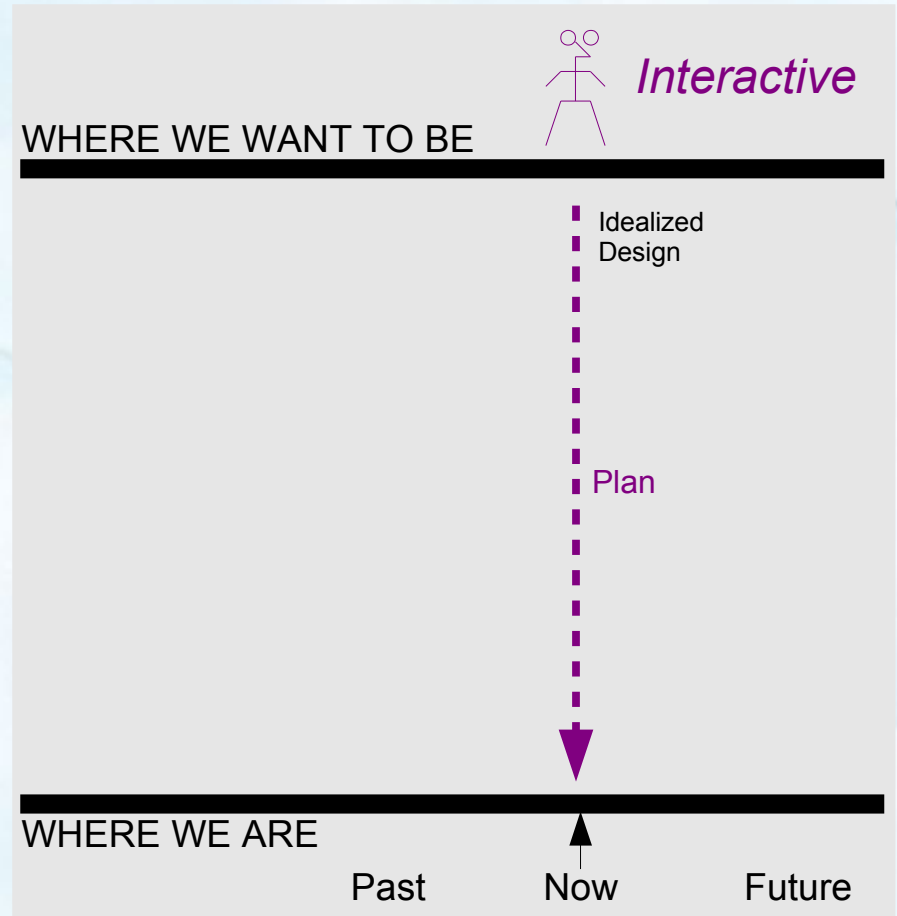 Interactive
WHERE WE WANT TO BE
Idealized
Design
Plan
WHERE WE ARE
Past Now Future